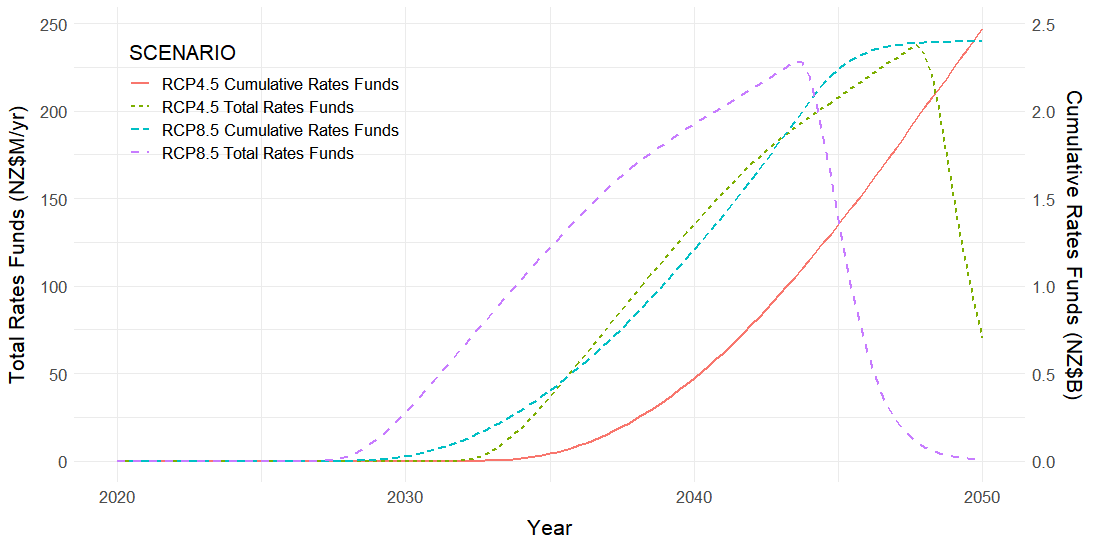 250
200
150
100
50
0
Total Rates Funds (NZ$M/yr)
SCENARIO
RCP4.5 Cumulative Rates Funds
RCP4.5 Total Rates Funds
RCP8.5 Cumulative Rates Funds
RCP8.5 Total Rates Funds
2.5
2.0
1.5
1.0
0.5
0.0
Cumulative Rates Funds (NZ$B)
2020 2030 2040 2050
Year